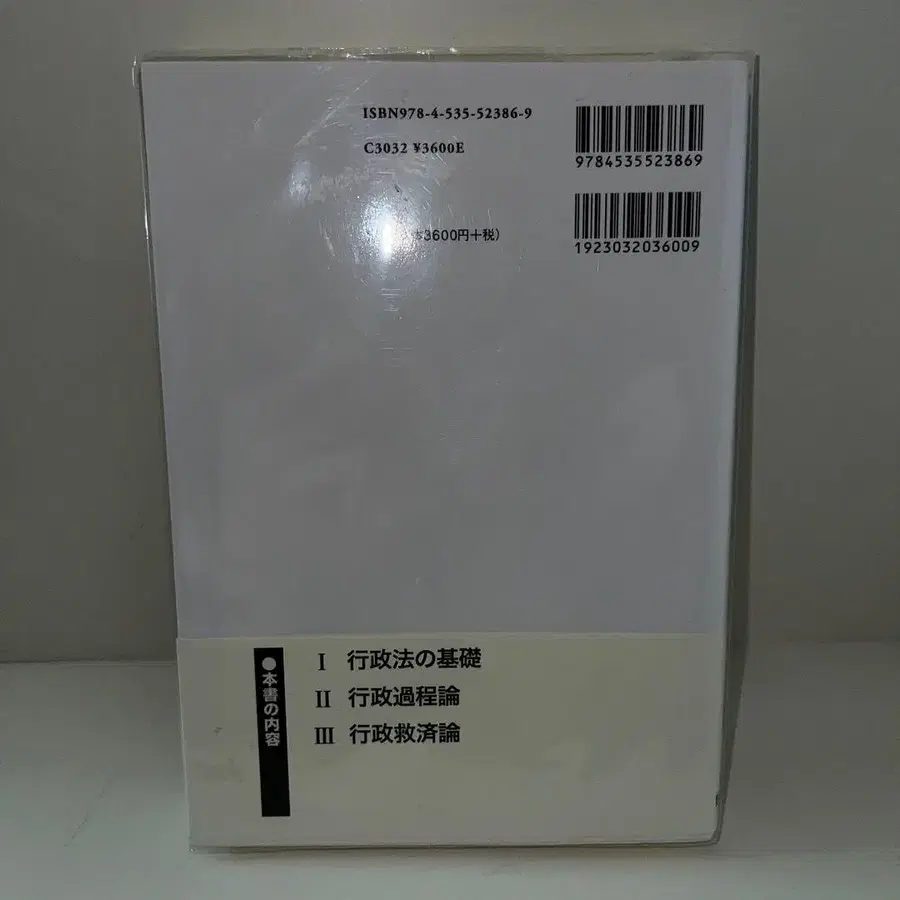 ISBN978-4-535-52386-9
C3032 ¥3600E
9784535523869
3600円+税)
1923032036009
●本書の内容
I 行政法の基礎
II 行政過程論
III 行政救済論